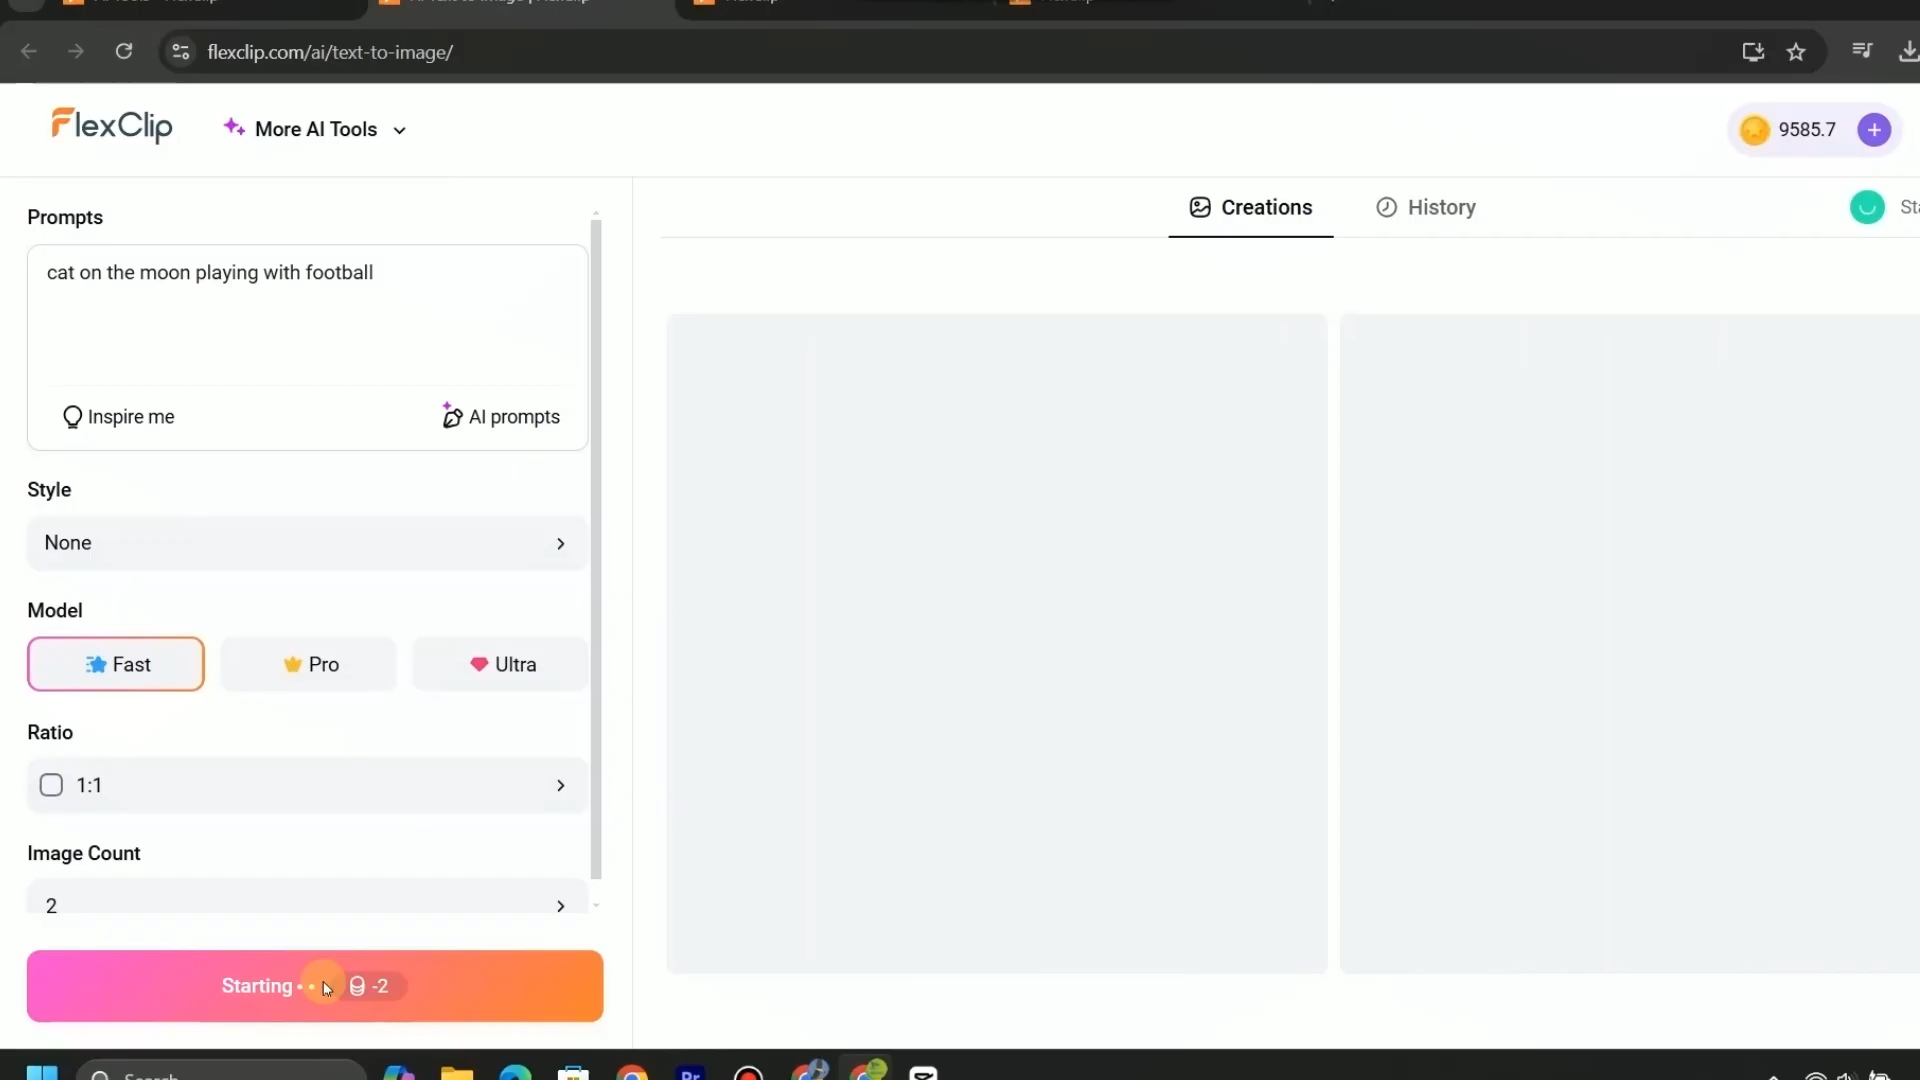 flexclip.com/ai/text-to-image/
FlexClip
More AI Tools
9585.7
Prompts
Creations
History
cat on the moon playing with football
Inspire me
AI prompts
Style
None
Model
Fast
Pro
Ultra
Ratio
1:1
Image Count
2
Starting
-2
Search
Pr